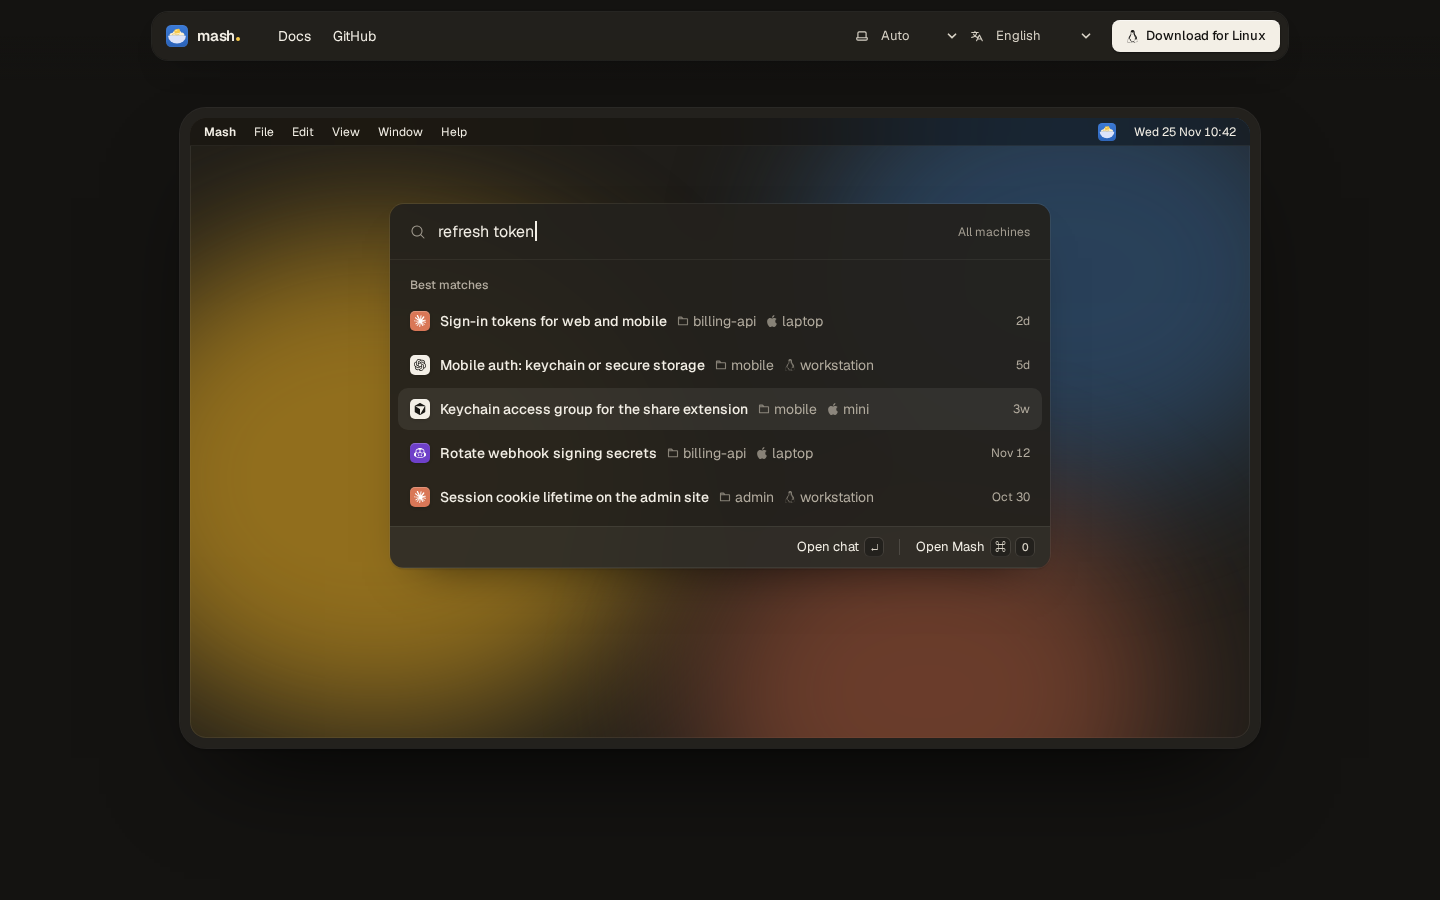 mash. Docs GitHub Auto English Download for Linux
Mash File Edit View Window Help Wed 25 Nov 10:42
refresh token All machines
Best matches
Sign-in tokens for web and mobile billing-api laptop 2d
Mobile auth: keychain or secure storage mobile workstation 5d
Keychain access group for the share extension mobile mini 3w
Rotate webhook signing secrets billing-api laptop Nov 12
Session cookie lifetime on the admin site admin workstation Oct 30
Open chat ↵ Open Mash ⌘ 0